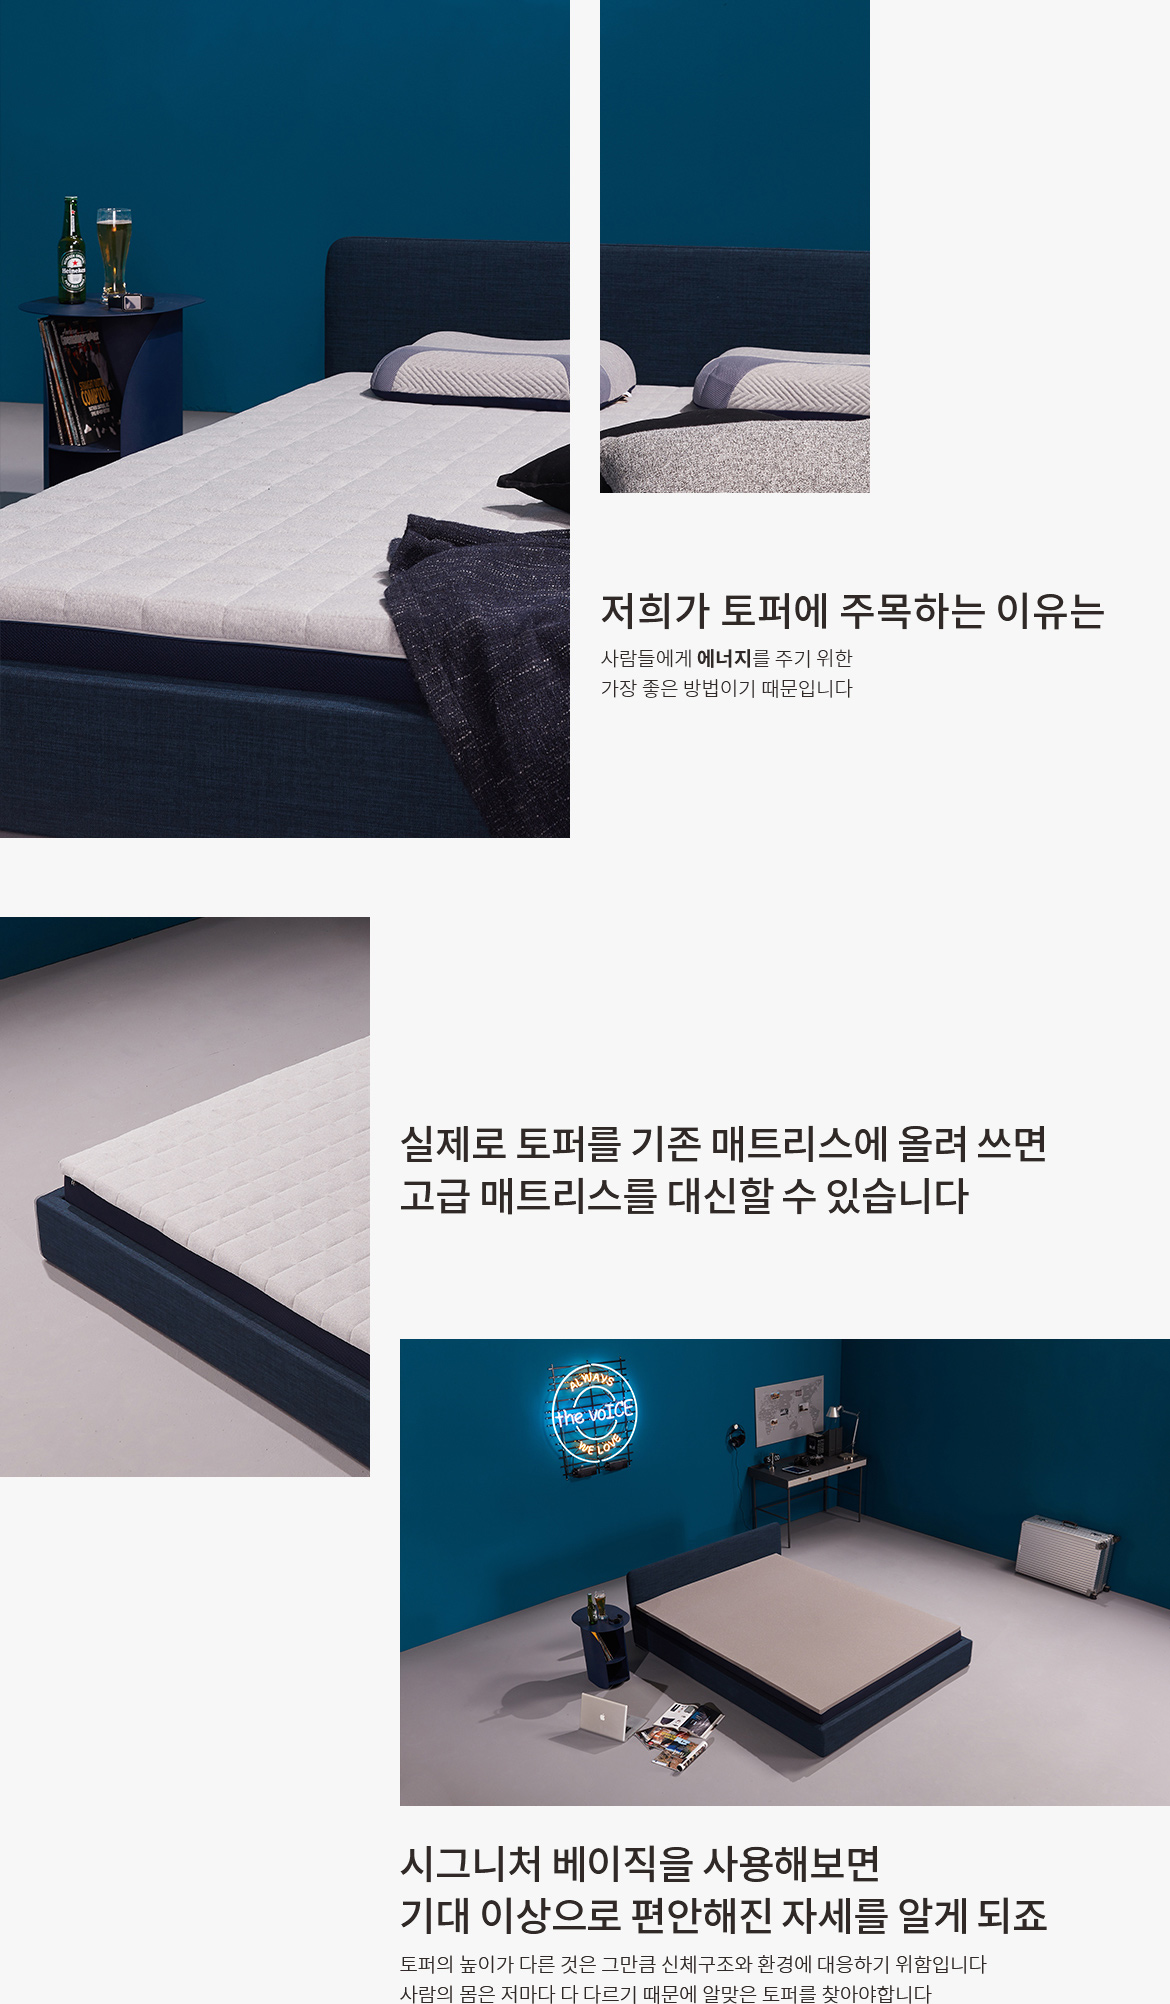 Heineken
COMPTON
저희가 토퍼에 주목하는 이유는
사람들에게 에너지를 주기 위한
가장 좋은 방법이기 때문입니다
실제로 토퍼를 기존 매트리스에 올려 쓰면
고급 매트리스를 대신할 수 있습니다
ALWAYS
the voICE
WE LOVE
시그니처 베이직을 사용해보면
기대 이상으로 편안해진 자세를 알게 되죠
토퍼의 높이가 다른 것은 그만큼 신체구조와 환경에 대응하기 위함입니다
사람의 몸은 저마다 다 다르기 때문에 알맞은 토퍼를 찾아야합니다